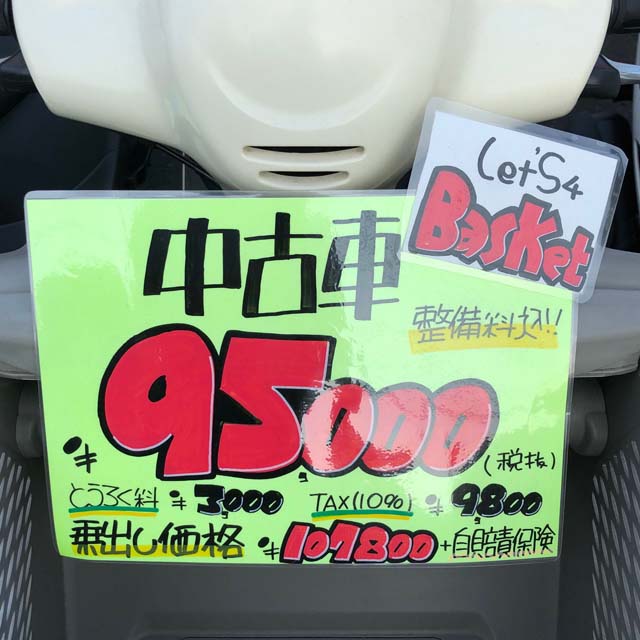 Let's4
Basket
中古車
整備料込!!
¥95,000(税抜)
とうろく料 ¥3,000 TAX(10%) ¥9,800
乗出し価格 ¥107,800+自賠責保険